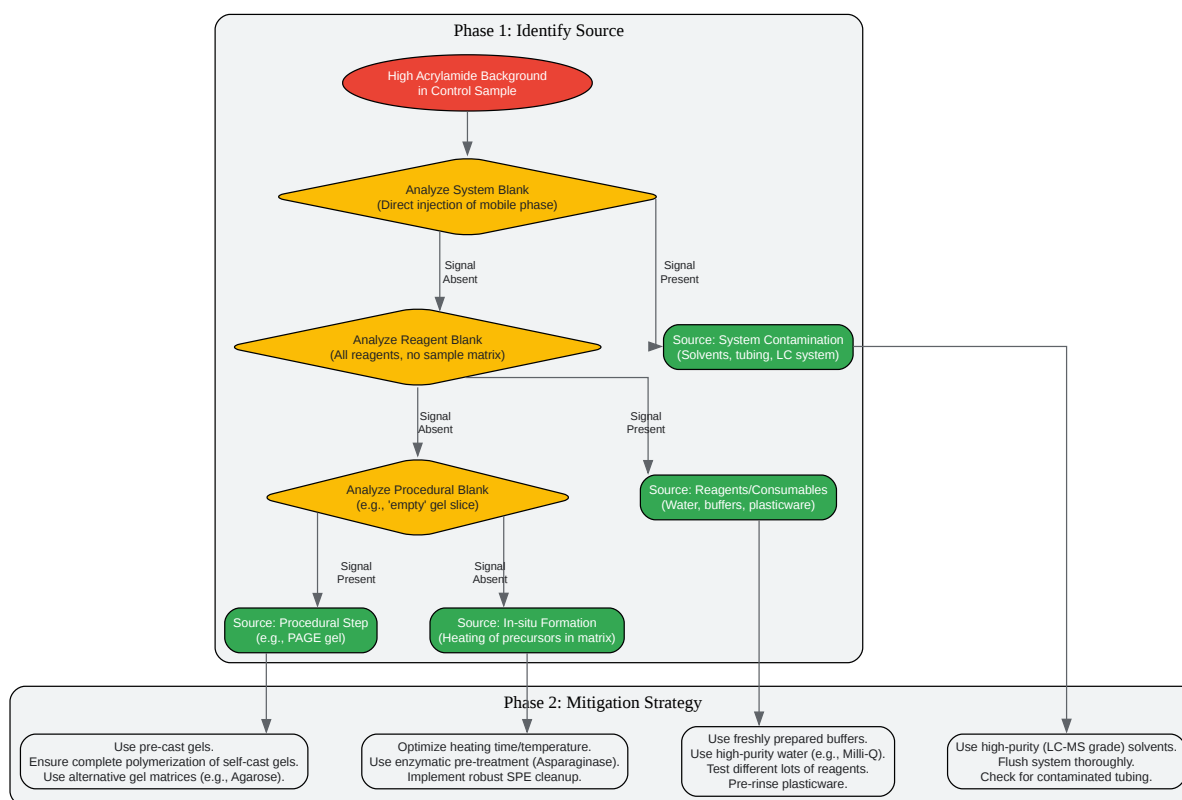 Phase 1: Identify Source
High Acrylamide Background
in Control Sample
Analyze System Blank
(Direct injection of mobile phase)
Signal
Absent
Signal
Present
Analyze Reagent Blank
(All reagents, no sample matrix)
Source: System Contamination
(Solvents, tubing, LC system)
Signal
Absent
Signal
Present
Analyze Procedural Blank
(e.g., 'empty' gel slice)
Source: Reagents/Consumables
(Water, buffers, plasticware)
Signal
Present
Signal
Absent
Source: Procedural Step
(e.g., PAGE gel)
Source: In-situ Formation
(Heating of precursors in matrix)
Phase 2: Mitigation Strategy
Use pre-cast gels.
Ensure complete polymerization of self-cast gels.
Use alternative gel matrices (e.g., Agarose).
Optimize heating time/temperature.
Use enzymatic pre-treatment (Asparaginase).
Implement robust SPE cleanup.
Use freshly prepared buffers.
Use high-purity water (e.g., Milli-Q).
Test different lots of reagents.
Pre-rinse plasticware.
Use high-purity (LC-MS grade) solvents.
Flush system thoroughly.
Check for contaminated tubing.